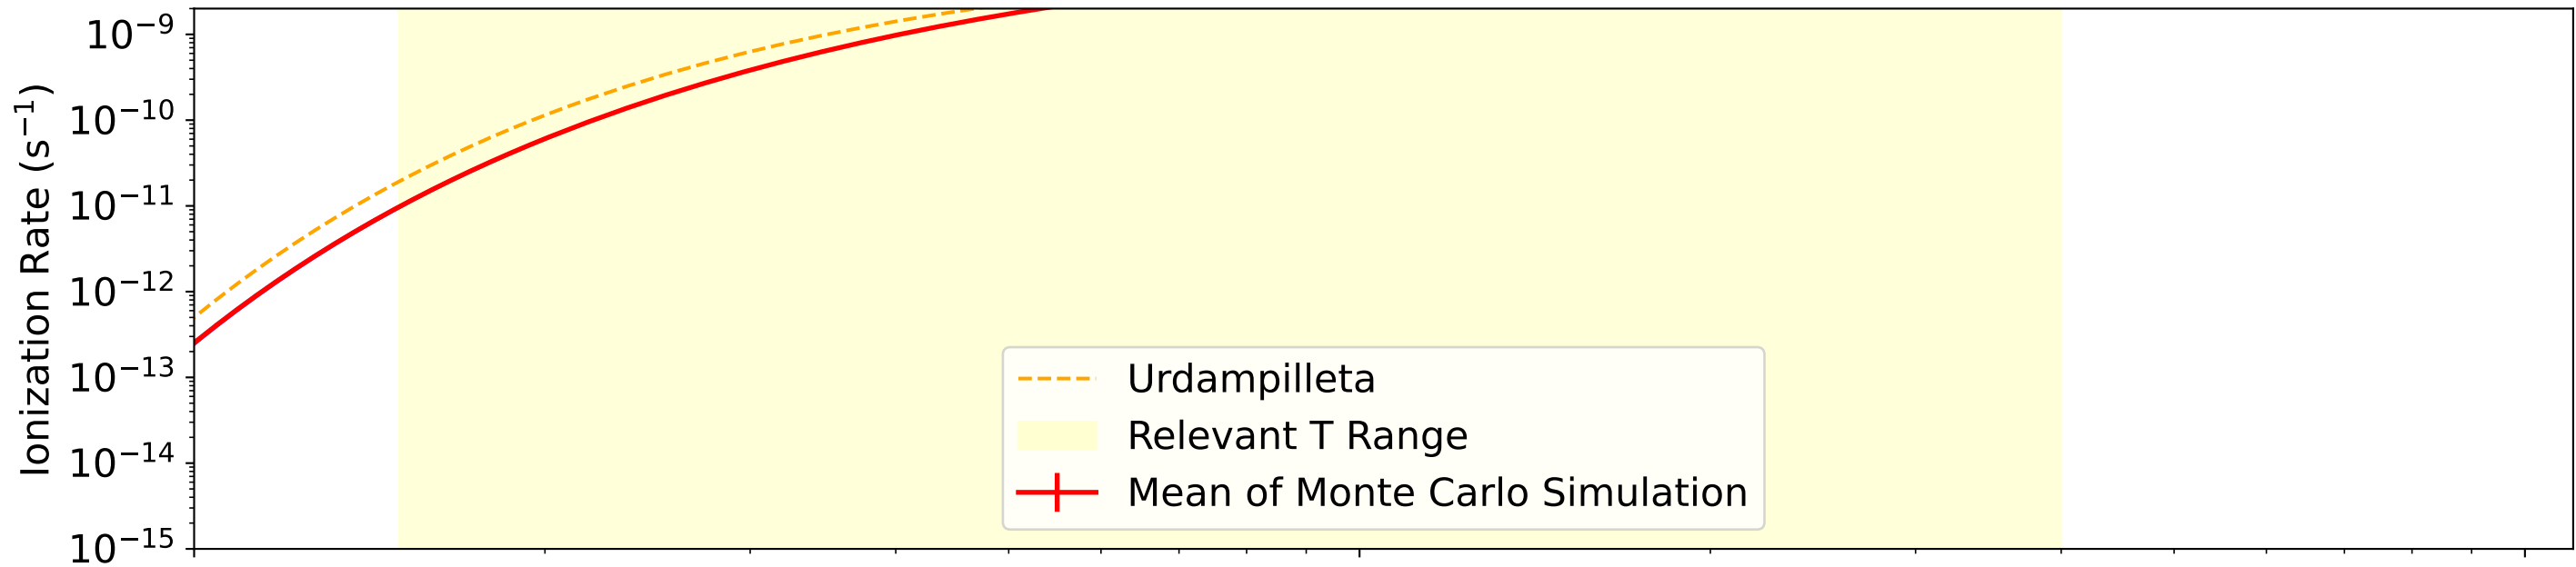 Ionization Rate (s⁻¹)
10⁻⁹
10⁻¹⁰
10⁻¹¹
10⁻¹²
10⁻¹³
10⁻¹⁴
10⁻¹⁵
Urdampilleta
Relevant T Range
Mean of Monte Carlo Simulation